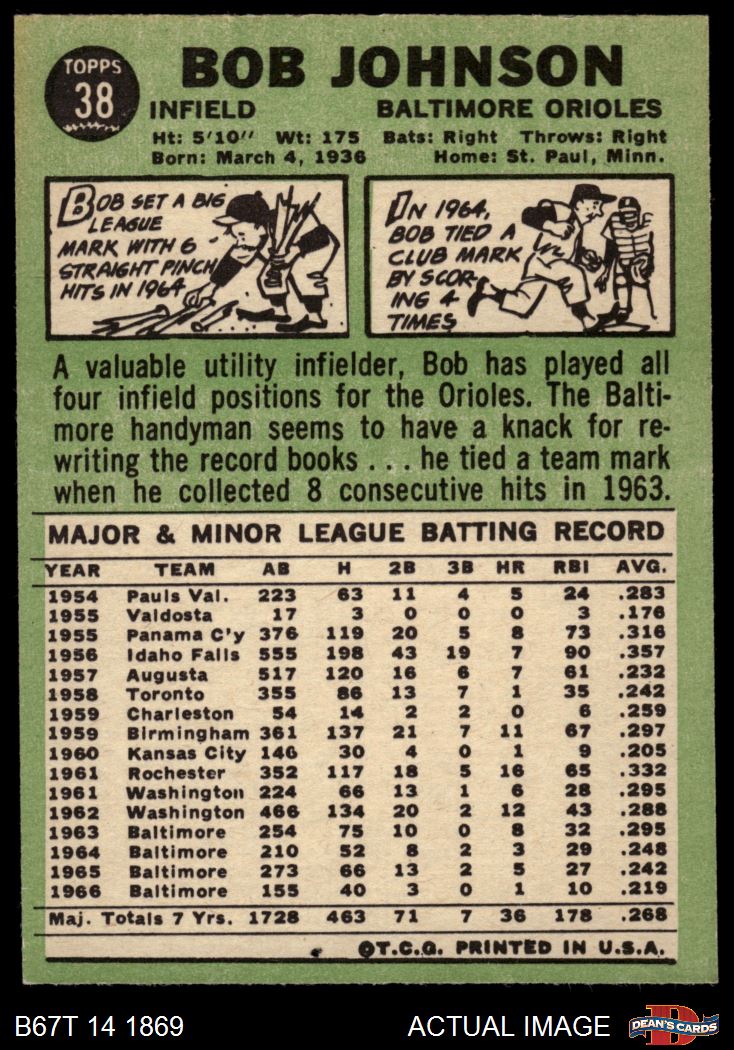 TOPPS
38
BOB JOHNSON
INFIELD BALTIMORE ORIOLES
Ht: 5'10" Wt: 175 Bats: Right Throws: Right
Born: March 4, 1936 Home: St. Paul, Minn.
BOB SET A BIG
LEAGUE
MARK WITH 6
STRAIGHT PINCH
HITS IN 1964
IN 1964,
BOB TIED A
CLUB MARK
BY SCOR-
ING 4
TIMES
A valuable utility infielder, Bob has played all
four infield positions for the Orioles. The Balti-
more handyman seems to have a knack for re-
writing the record books . . . he tied a team mark
when he collected 8 consecutive hits in 1963.
MAJOR & MINOR LEAGUE BATTING RECORD
YEAR TEAM AB H 2B 3B HR RBI AVG.
1954 Pauls Val. 223 63 11 4 5 24 .283
1955 Valdosta 17 3 0 0 0 3 .176
1955 Panama C'y 376 119 20 5 8 73 .316
1956 Idaho Falls 555 198 43 19 7 90 .357
1957 Augusta 517 120 16 6 7 61 .232
1958 Toronto 355 86 13 7 1 35 .242
1959 Charleston 54 14 2 2 0 6 .259
1959 Birmingham 361 137 21 7 11 67 .297
1960 Kansas City 146 30 4 0 1 9 .205
1961 Rochester 352 117 18 5 16 65 .332
1961 Washington 224 66 13 1 6 28 .295
1962 Washington 466 134 20 2 12 43 .288
1963 Baltimore 254 75 10 0 8 32 .295
1964 Baltimore 210 52 8 2 3 29 .248
1965 Baltimore 273 66 13 2 5 27 .242
1966 Baltimore 155 40 3 0 1 10 .219
Maj. Totals 7 Yrs. 1728 463 71 7 36 178 .268
©T.C.G. PRINTED IN U.S.A.
B67T 14 1869 ACTUAL IMAGE
D
DEAN'S CARDS